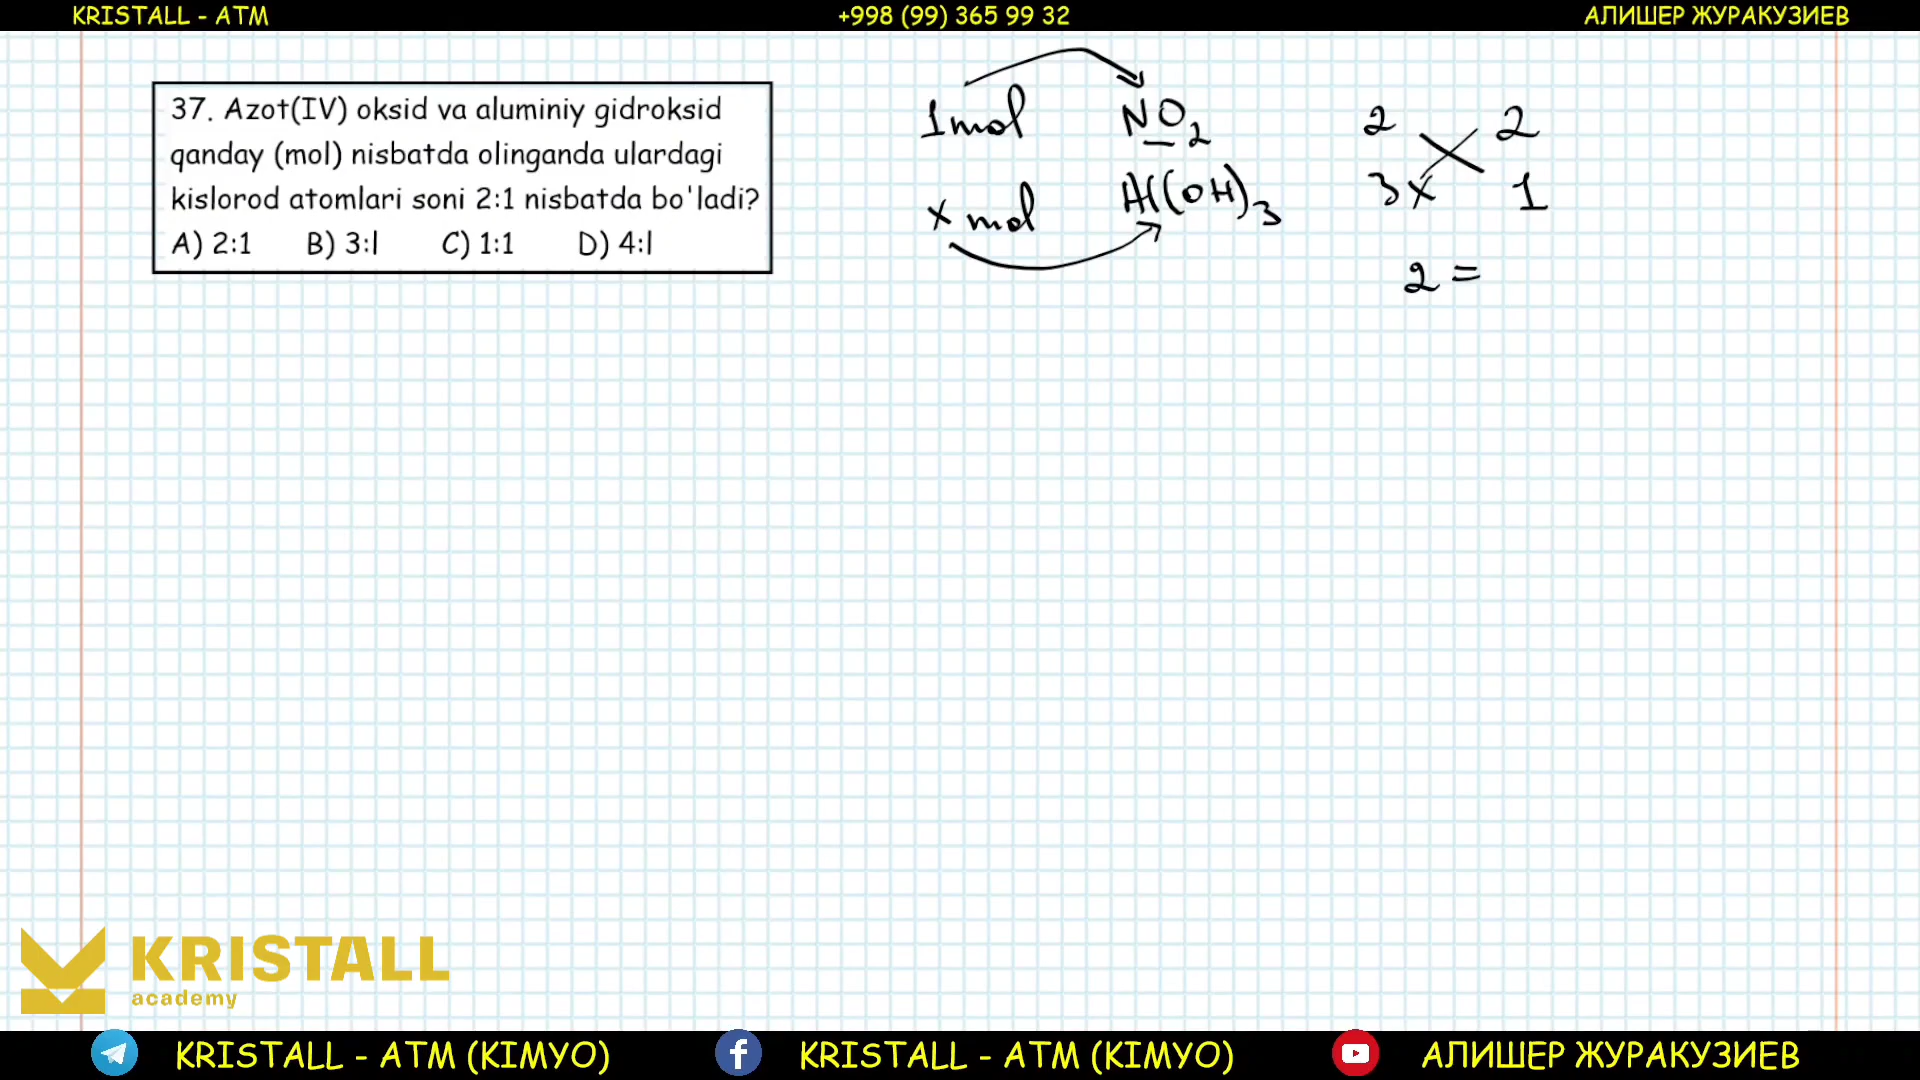 KRISTALL - ATM
+998 (99) 365 99 32
АЛИШЕР ЖУРАКУЗИЕВ
37. Azot(IV) oksid va aluminiy gidroksid
qanday (mol) nisbatda olinganda ulardagi
kislorod atomlari soni 2:1 nisbatda bo'ladi?
A) 2:1 B) 3:l C) 1:1 D) 4:l
1 mol NO₂ 2 2
x mol Al(OH)₃ 3x 1
2 =
KRISTALL
academy
KRISTALL - ATM (KIMYO)
KRISTALL - ATM (KIMYO)
АЛИШЕР ЖУРАКУЗИЕВ